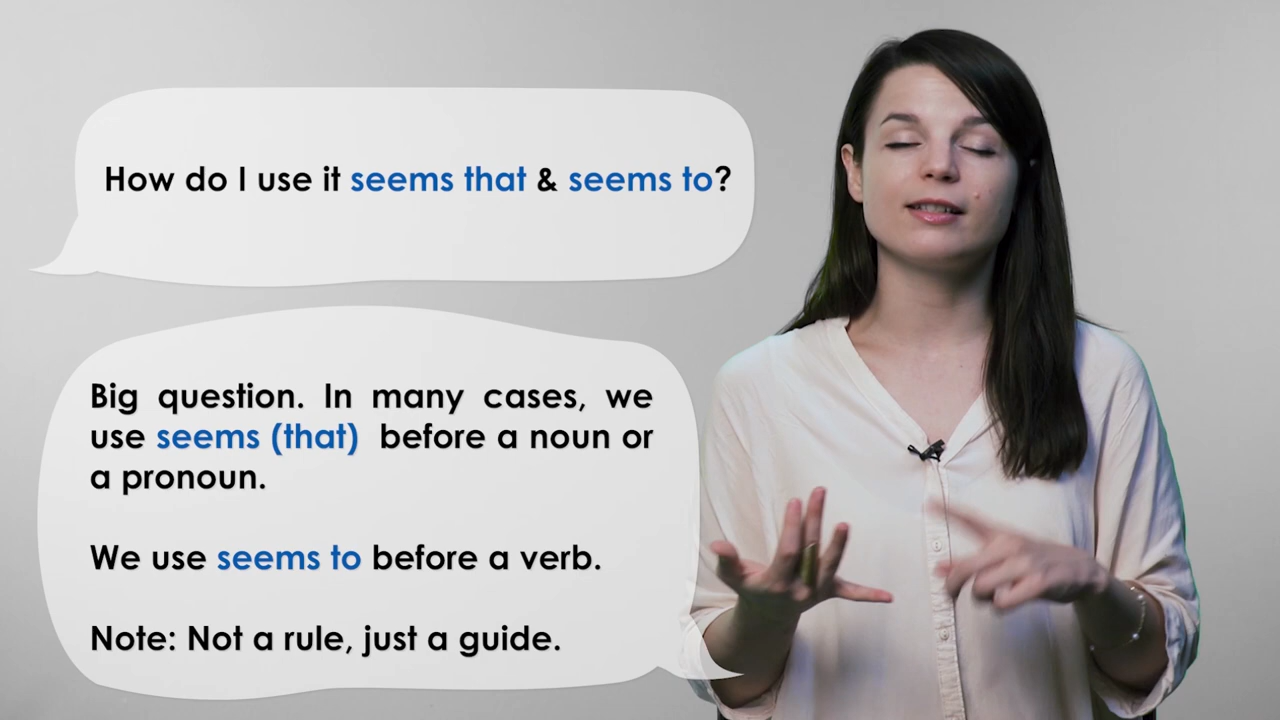 How do I use it seems that & seems to?
Big question. In many cases, we
use seems (that) before a noun or
a pronoun.
We use seems to before a verb.
Note: Not a rule, just a guide.